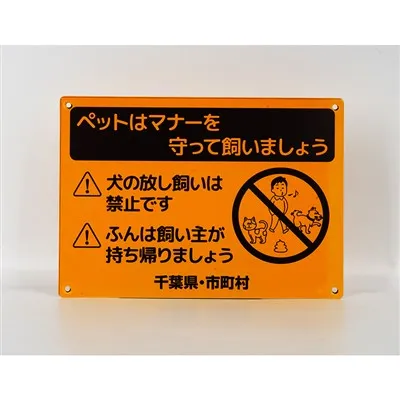 ペットはマナーを
守って飼いましょう
犬の放し飼いは
禁止です
ふんは飼い主が
持ち帰りましょう
千葉県・市町村